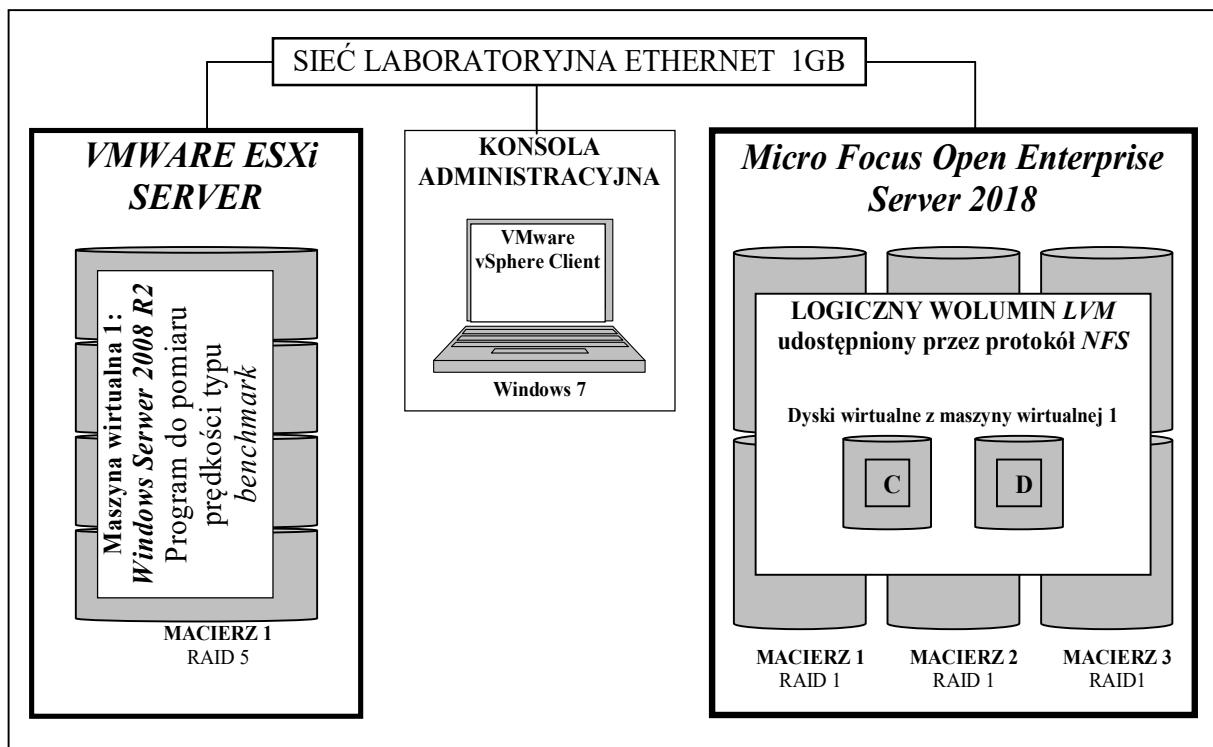 SIEĆ LABORATORYJNA ETHERNET 1GB
VMWARE ESXi
SERVER
Maszyna wirtualna 1:
Windows Serwer 2008 R2
Program do pomiaru
prędkości typu
benchmark
MACIERZ 1
RAID 5
KONSOLA
ADMINISTRACYJNA
VMware
vSphere Client
Windows 7
Micro Focus Open Enterprise
Server 2018
LOGICZNY WOLUMIN LVM
udostępniony przez protokół NFS
Dyski wirtualne z maszyny wirtualnej 1
C
D
MACIERZ 1
RAID 1
MACIERZ 2
RAID 1
MACIERZ 3
RAID1